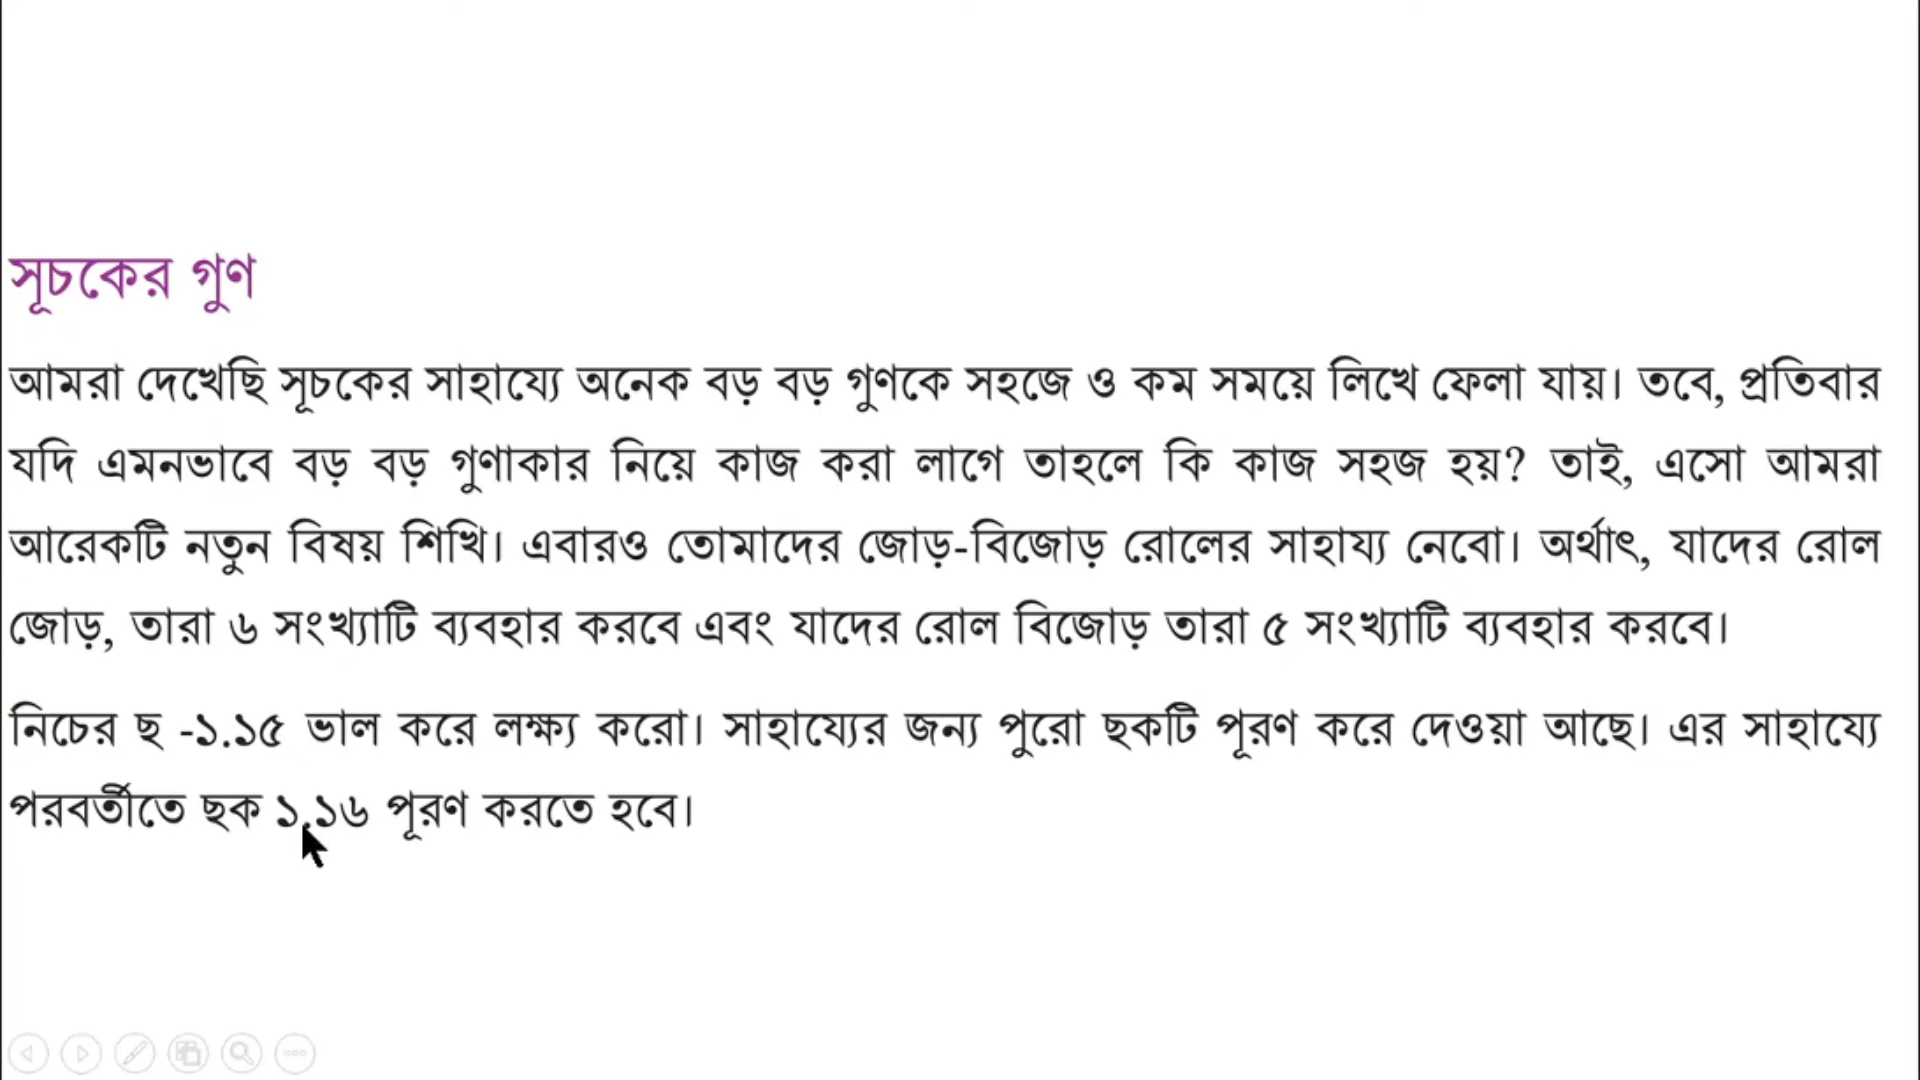 সূচকের গুণ
আমরা দেখেছি সূচকের সাহায্যে অনেক বড় বড় গুণকে সহজে ও কম সময়ে লিখে ফেলা যায়। তবে, প্রতিবার
যদি এমনভাবে বড় বড় গুণাকার নিয়ে কাজ করা লাগে তাহলে কি কাজ সহজ হয়? তাই, এসো আমরা
আরেকটি নতুন বিষয় শিখি। এবারও তোমাদের জোড়-বিজোড় রোলের সাহায্য নেবো। অর্থাৎ, যাদের রোল
জোড়, তারা ৬ সংখ্যাটি ব্যবহার করবে এবং যাদের রোল বিজোড় তারা ৫ সংখ্যাটি ব্যবহার করবে।
নিচের ছ -১.১৫ ভাল করে লক্ষ্য করো। সাহায্যের জন্য পুরো ছকটি পূরণ করে দেওয়া আছে। এর সাহায্যে
পরবর্তীতে ছক ১.১৬ পূরণ করতে হবে।